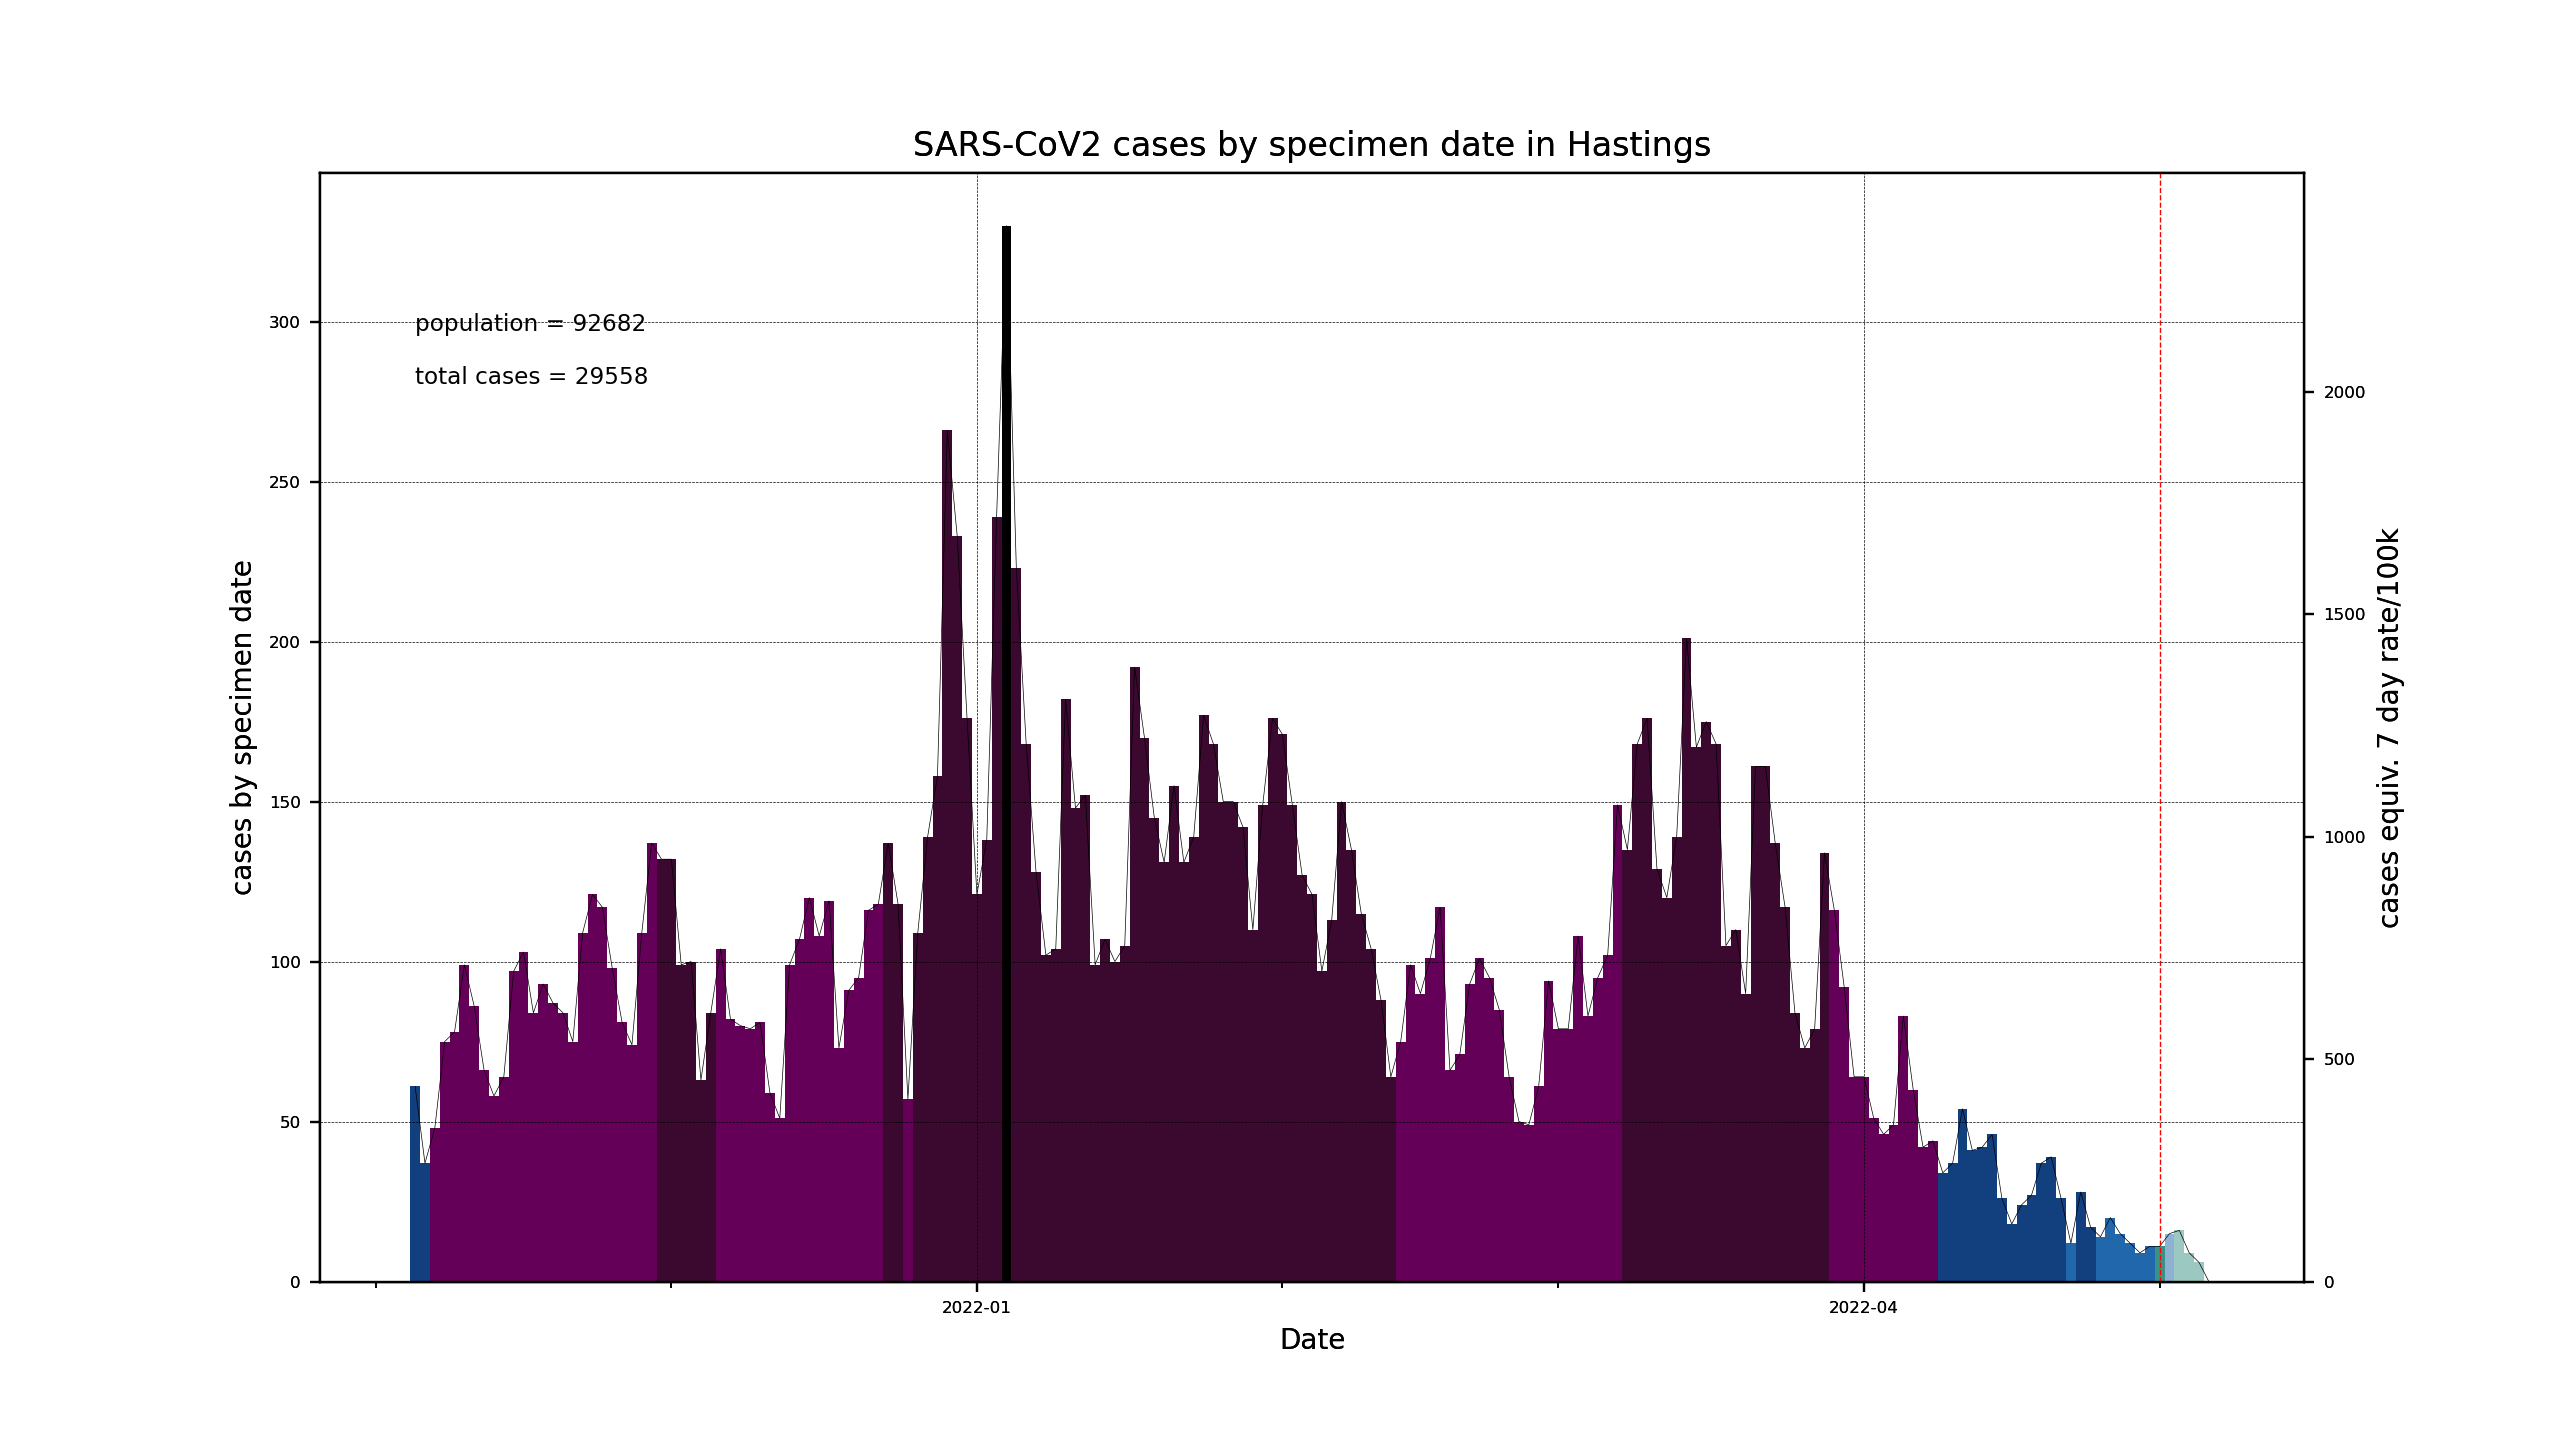 SARS-CoV2 cases by specimen date in Hastings
population = 92682
total cases = 29558
cases by specimen date
300
250
200
150
100
50
0
2000
1500
1000
500
0
cases equiv. 7 day rate/100k
2022-01
2022-04
Date